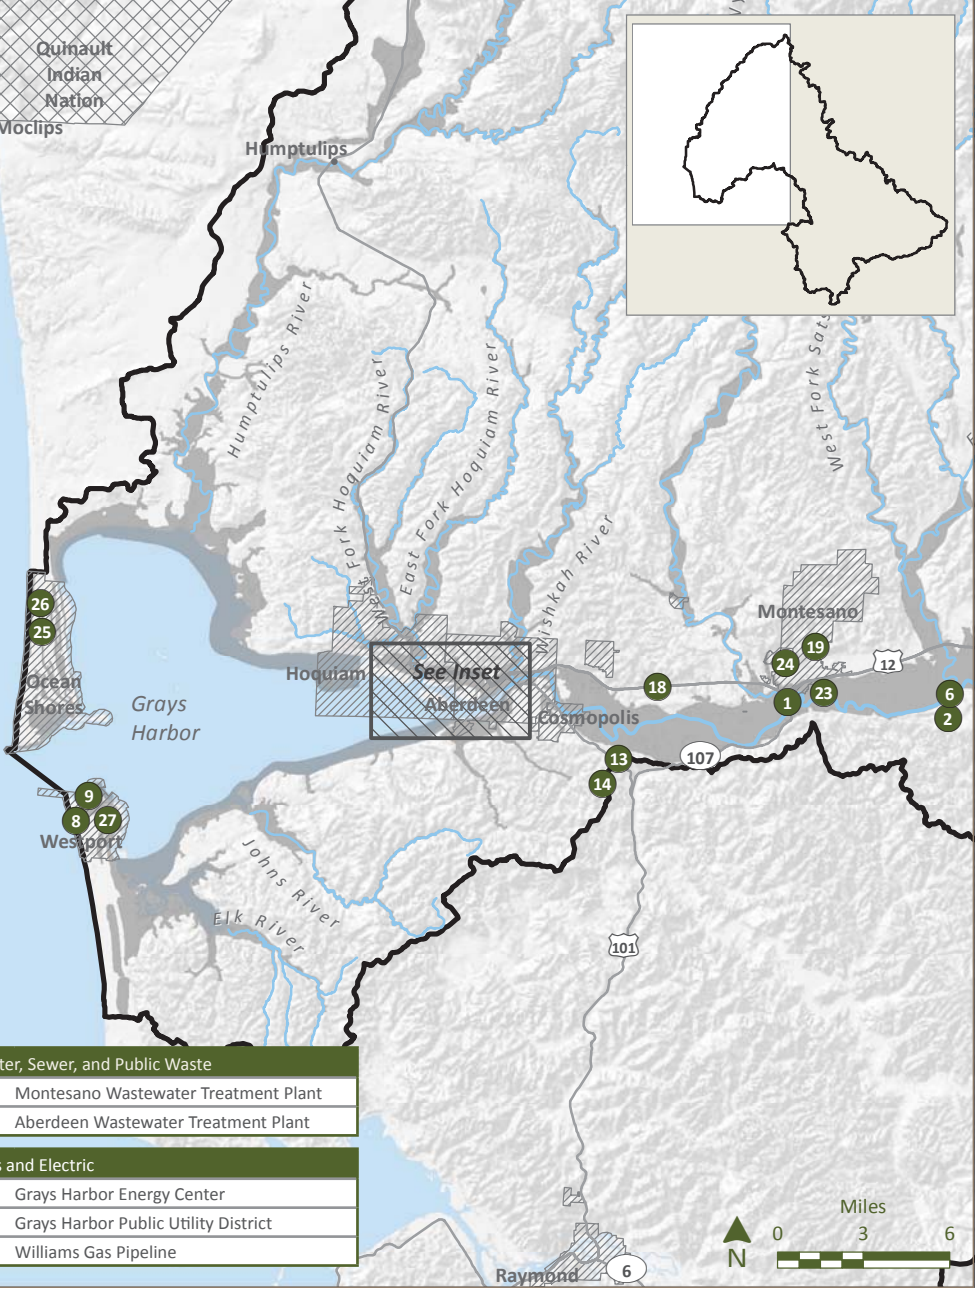 Quinault
Indian
Nation
Moclips
Humptulips
Humptulips River
West Fork Hoquiam River
East Fork Hoquiam River
Wishkah River
West Fork Sats
26
25
Ocean
Shores
Grays
Harbor
Hoquiam
See Inset
Aberdeen
Cosmopolis
Montesano
19
24
12
18
1
23
6
2
13
107
14
9
8
27
Westport
Johns River
Elk River
101
ter, Sewer, and Public Waste
Montesano Wastewater Treatment Plant
Aberdeen Wastewater Treatment Plant
s and Electric
Grays Harbor Energy Center
Grays Harbor Public Utility District
Williams Gas Pipeline
Raymond
6
Miles
0 3 6
N